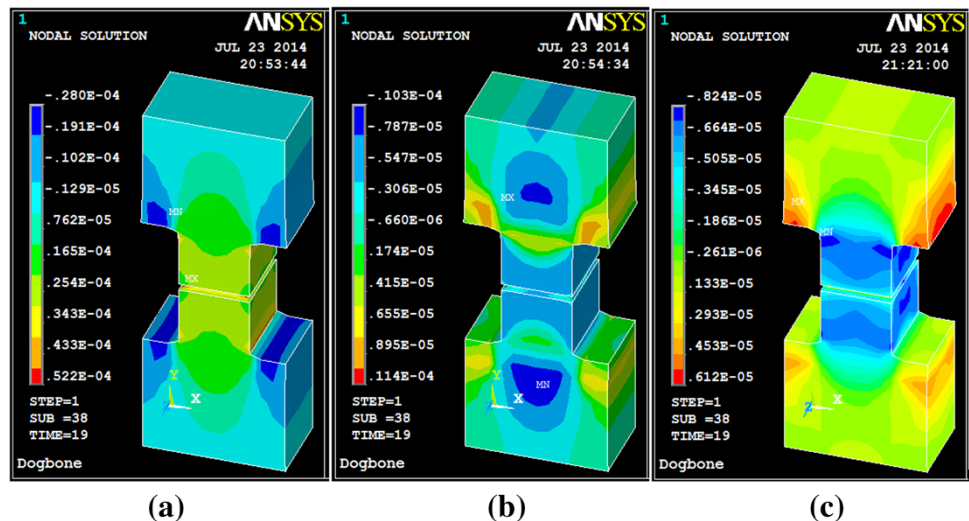 1
ANSYS
NODAL SOLUTION
JUL 23 2014
20:53:44
-.280E-04
-.191E-04
-.102E-04
-.129E-05
.762E-05
.165E-04
.254E-04
.343E-04
.433E-04
.522E-04
MN
MX
Y
Z X
STEP=1
SUB =38
TIME=19
Dogbone
(a)
1
ANSYS
NODAL SOLUTION
JUL 23 2014
20:54:34
-.103E-04
-.787E-05
-.547E-05
-.306E-05
-.660E-06
.174E-05
.415E-05
.655E-05
.895E-05
.114E-04
MX
MN
Y
Z X
STEP=1
SUB =38
TIME=19
Dogbone
(b)
1
ANSYS
NODAL SOLUTION
JUL 23 2014
21:21:00
-.824E-05
-.664E-05
-.505E-05
-.345E-05
-.186E-05
-.261E-06
.133E-05
.293E-05
.453E-05
.612E-05
MX
MN
Y
Z X
STEP=1
SUB =38
TIME=19
Dogbone
(c)